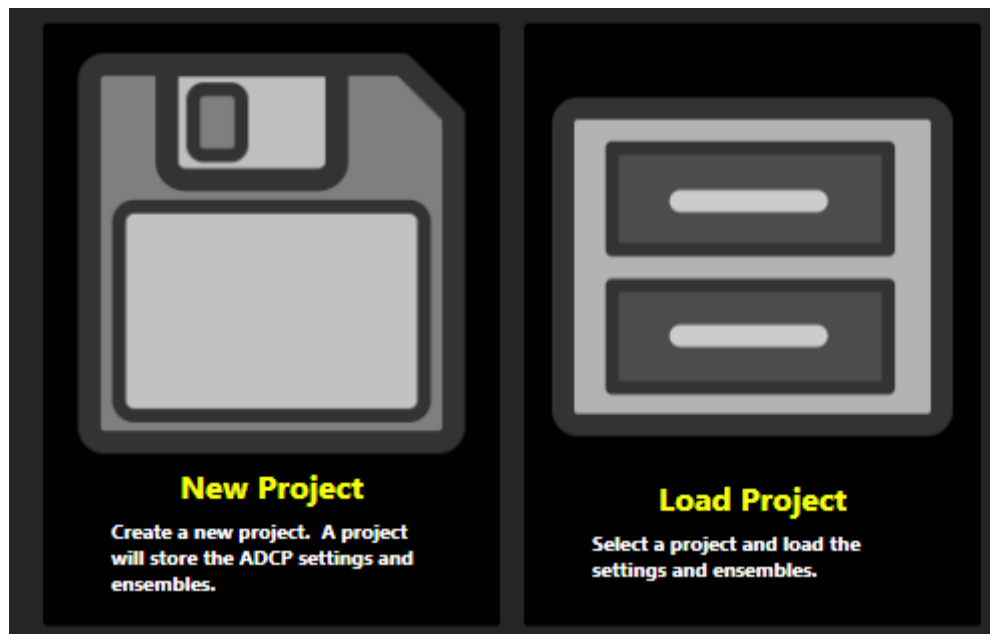 New Project
Create a new project.  A project
will store the ADCP settings and
ensembles.
Load Project
Select a project and load the
settings and ensembles.